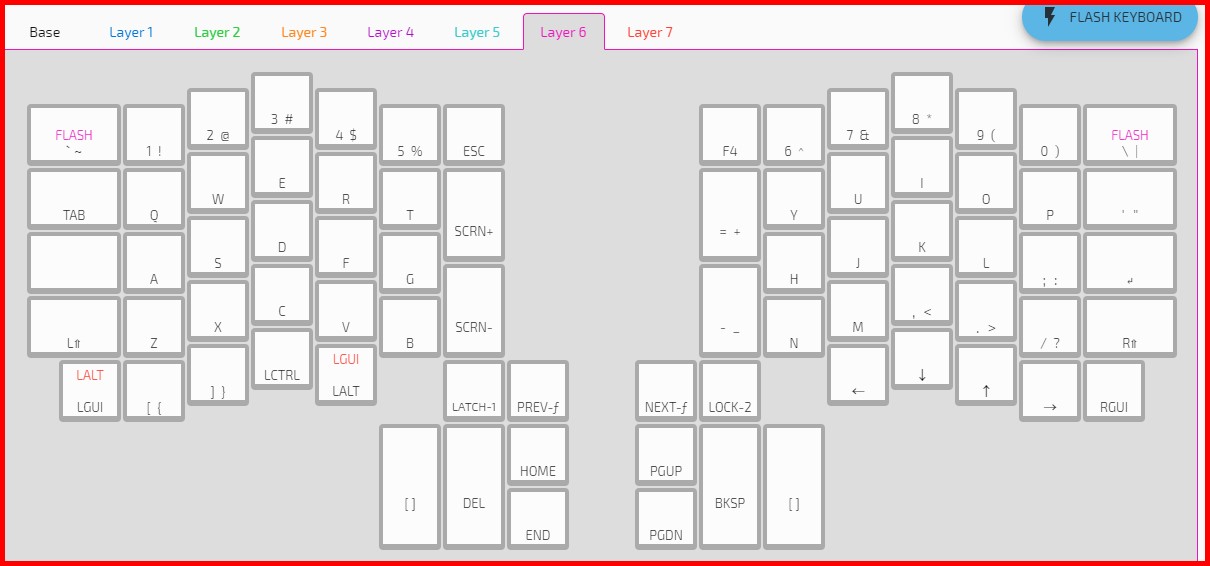 Base Layer 1 Layer 2 Layer 3 Layer 4 Layer 5 Layer 6 Layer 7 FLASH KEYBOARD
3 # 8 *
FLASH 2 @ 4 $ 7 & 9 ( FLASH
` ~ 1 ! 5 % ESC F4 6 ^ 0 ) \ |
E I
W R U O
TAB Q T Y P ' "
SCRN+ = +
D K
S F J L
A G H ; : ↵
C , <
X V M . >
SCRN- - _
L⇑ Z B N / ? R⇑
LGUI
LALT LCTRL ↓
] } LALT ← ↑
LGUI [ { LATCH-1 PREV-ƒ NEXT-ƒ LOCK-2 → RGUI
HOME PGUP
[ ] DEL BKSP [ ]
END PGDN